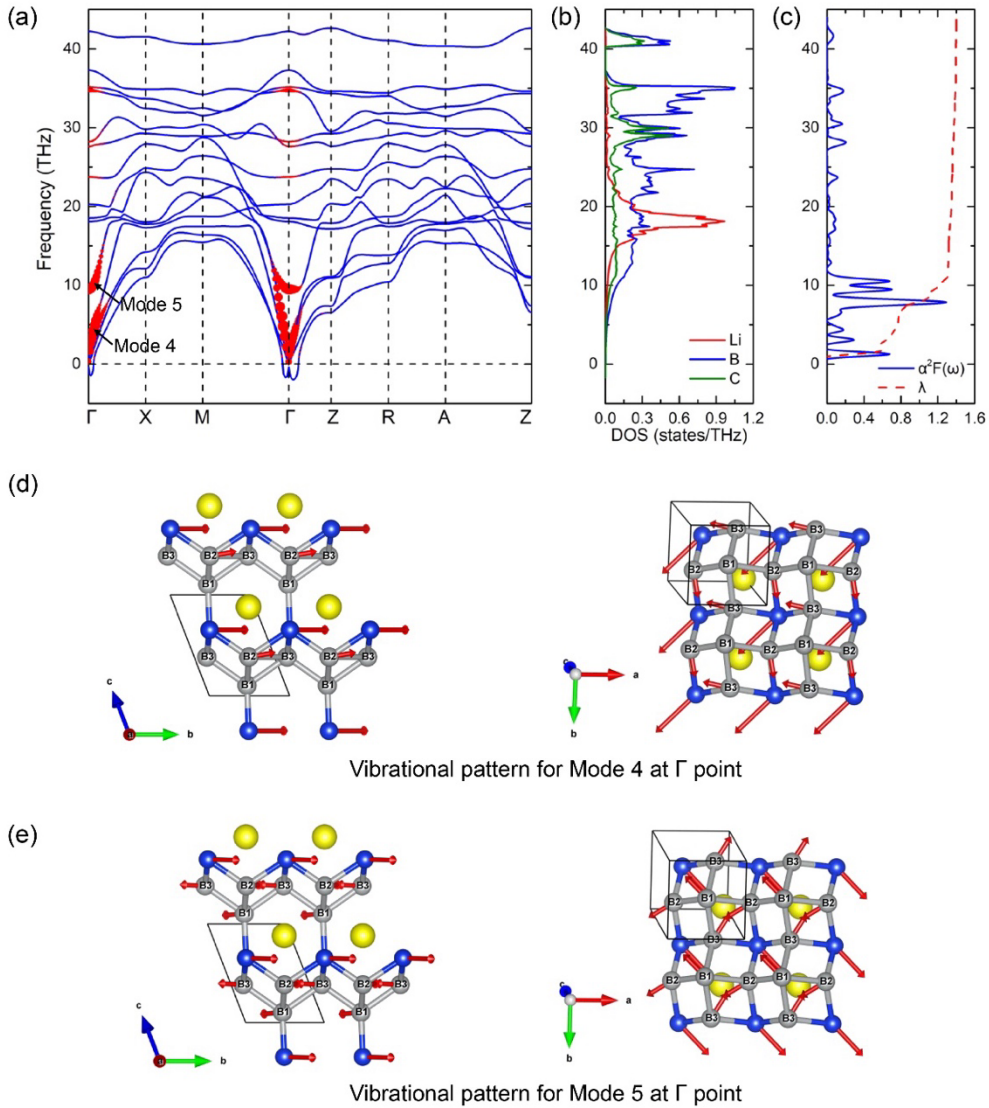 (a)
Frequency (THz)
40
30
20
10
0
Mode 5
Mode 4
Γ X M Γ Z R A Z
(b)
Li
B
C
0.0 0.3 0.6 0.9 1.2
DOS (states/THz)
(c)
α²F(ω)
λ
0.0 0.4 0.8 1.2 1.6
(d)
B3 B2 B3 B2 B3
B1 B1
B3 B2 B3 B2 B3
B1 B1
c
b
B3 B3
B2 B1 B2 B1 B2
B3 B3
B2 B1 B2 B1 B2
B3 B3
c
a
b
Vibrational pattern for Mode 4 at Γ point
(e)
B3 B2 B3 B2 B3
B1 B1
B3 B2 B3 B2 B3
B1 B1
c
b
B3 B3
B2 B1 B2 B1 B2
B3 B3
B2 B1 B2 B1 B2
B3 B3
c
a
b
Vibrational pattern for Mode 5 at Γ point